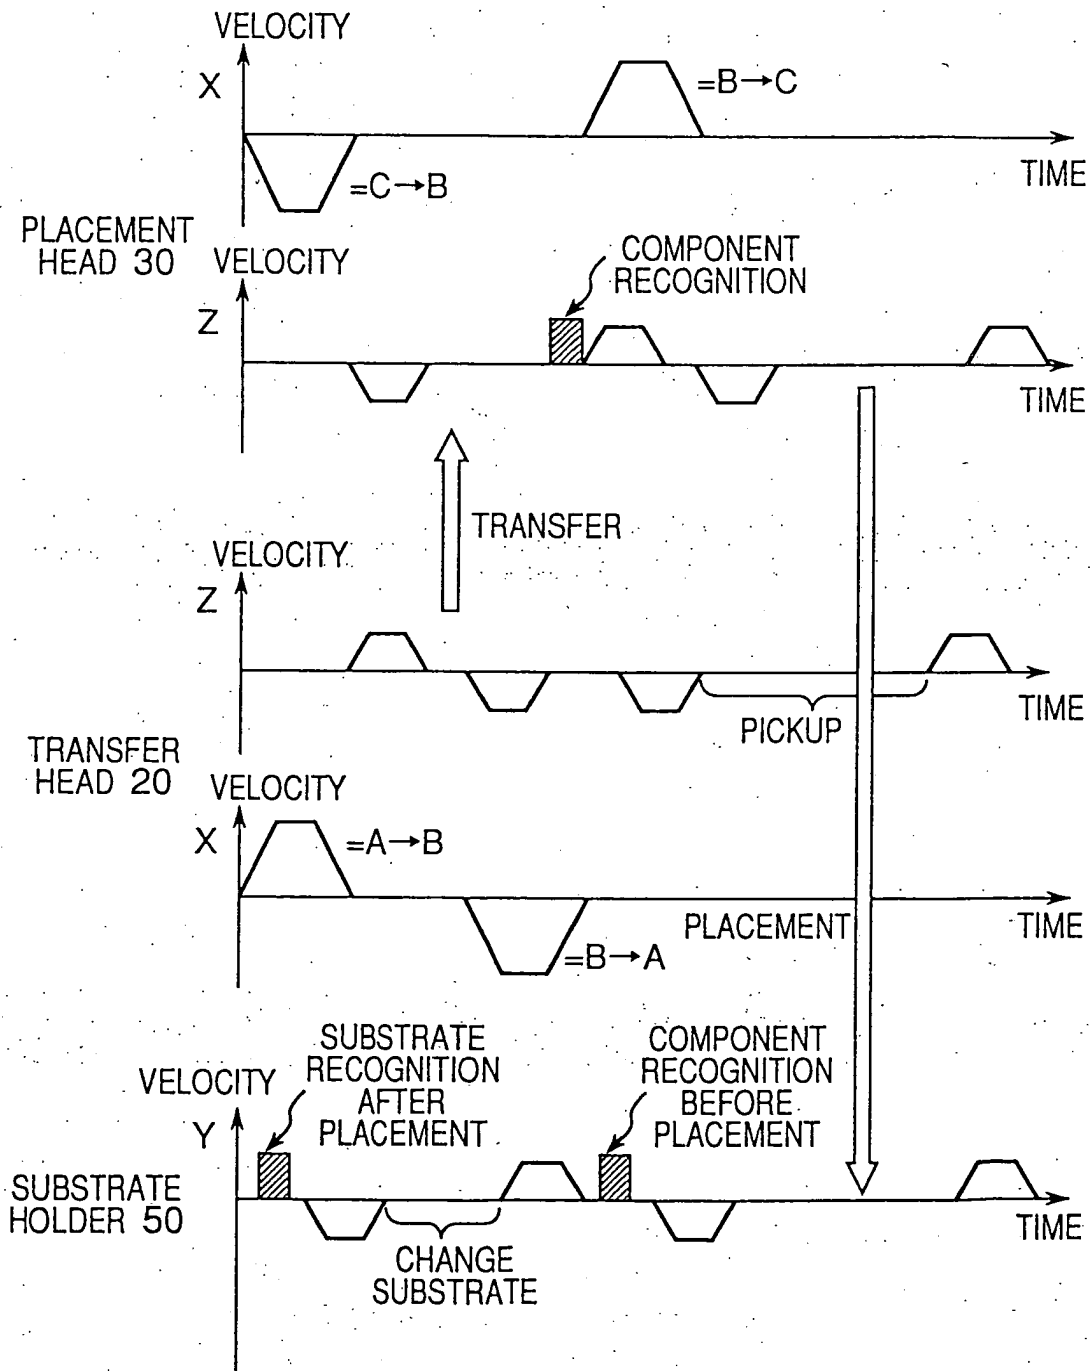 VELOCITY
X
=B→C
TIME
=C→B
PLACEMENT
HEAD 30
VELOCITY
Z
COMPONENT
RECOGNITION
TIME
TRANSFER
VELOCITY
Z
TIME
PICKUP
TRANSFER
HEAD 20
VELOCITY
X
=A→B
PLACEMENT
TIME
=B→A
SUBSTRATE
RECOGNITION
AFTER
PLACEMENT
COMPONENT
RECOGNITION
BEFORE
PLACEMENT
VELOCITY
Y
SUBSTRATE
HOLDER 50
TIME
CHANGE
SUBSTRATE